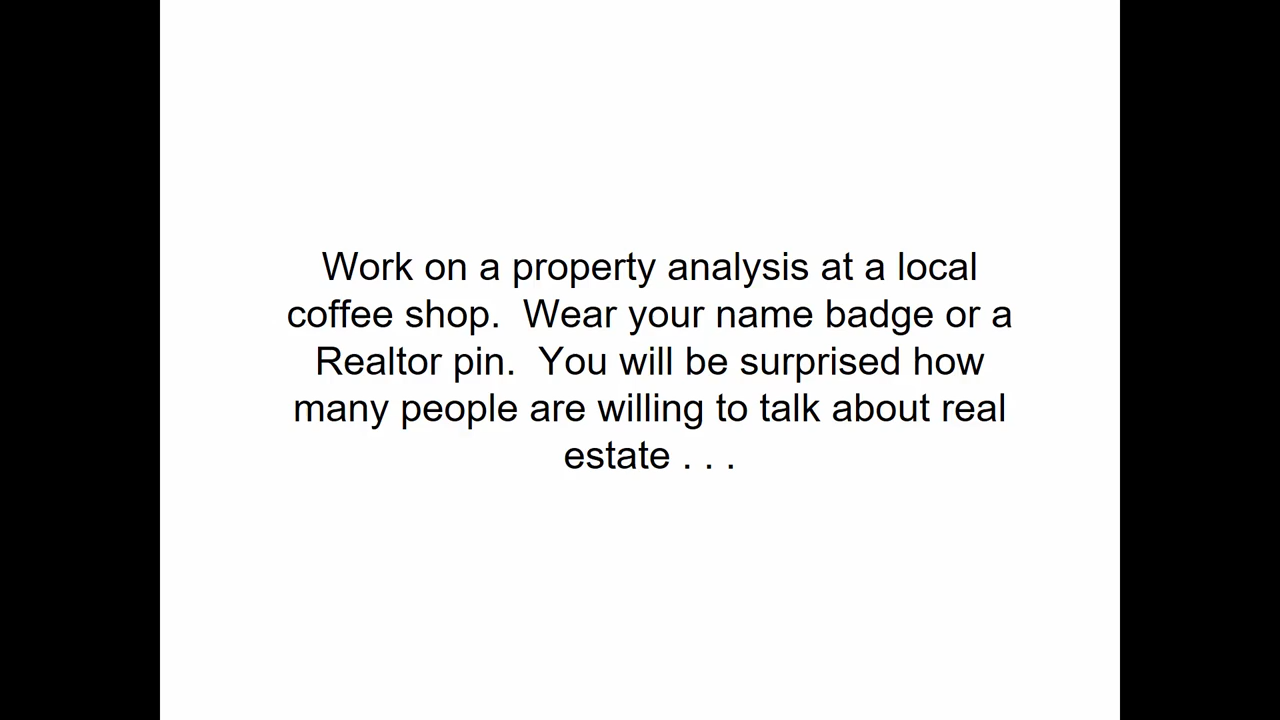 Work on a property analysis at a local
coffee shop.  Wear your name badge or a
Realtor pin.  You will be surprised how
many people are willing to talk about real
estate . . .